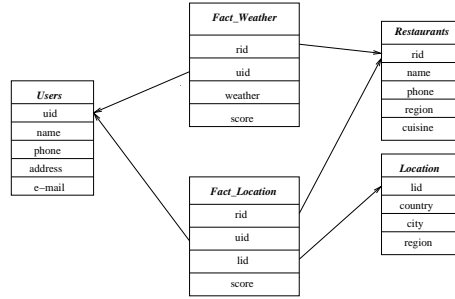 Fact_Weather
rid
uid
weather
score
Restaurants
rid
name
phone
region
cuisine
Users
uid
name
phone
address
e-mail
Fact_Location
rid
uid
lid
score
Location
lid
country
city
region